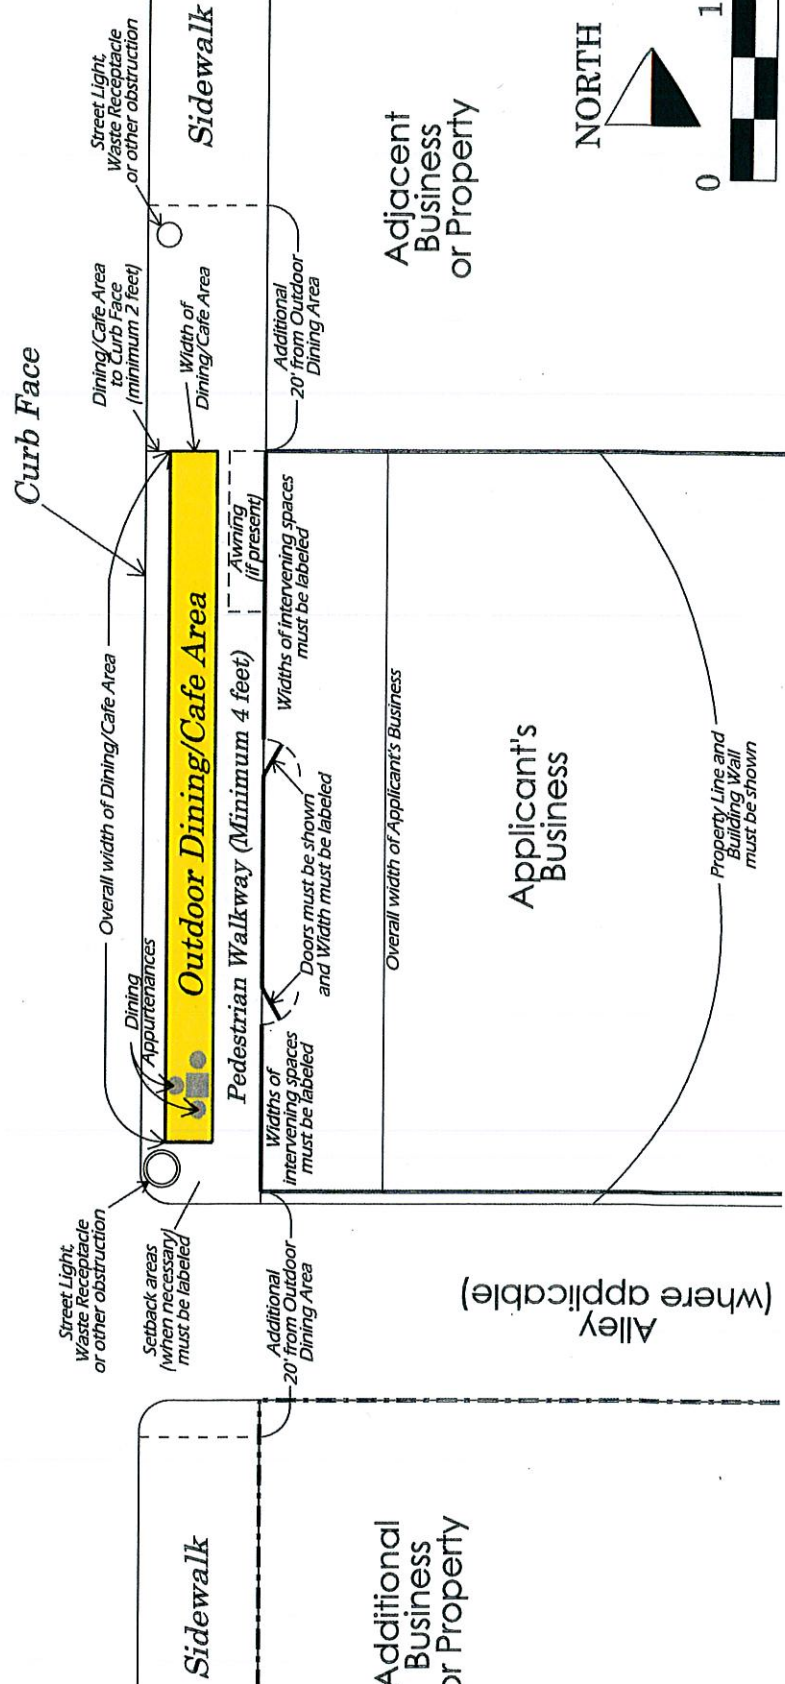 Curb Face
Street Light,
Waste Receptacle
or other obstruction
Overall width of Dining/Cafe Area
Dining/Cafe Area
to Curb Face
(minimum 2 feet)
Street Light,
Waste Receptacle
or other obstruction
Dining
Appurtenances
Width of
Dining/Cafe Area
Sidewalk
Setback areas
(when necessary)
must be labeled
Outdoor Dining/Cafe Area
Sidewalk
Pedestrian Walkway (Minimum 4 feet)
Awning
(if present)
Additional
20' from Outdoor
Dining Area
Widths of
intervening spaces
must be labeled
Doors must be shown
and Width must be labeled
Widths of intervening spaces
must be labeled
Additional
20' from Outdoor
Dining Area
Overall width of Applicant's Business
Additional
Business
or Property
Alley
(where applicable)
Applicant's
Business
Adjacent
Business
or Property
Property Line and
Building Wall
must be shown
NORTH
0
1